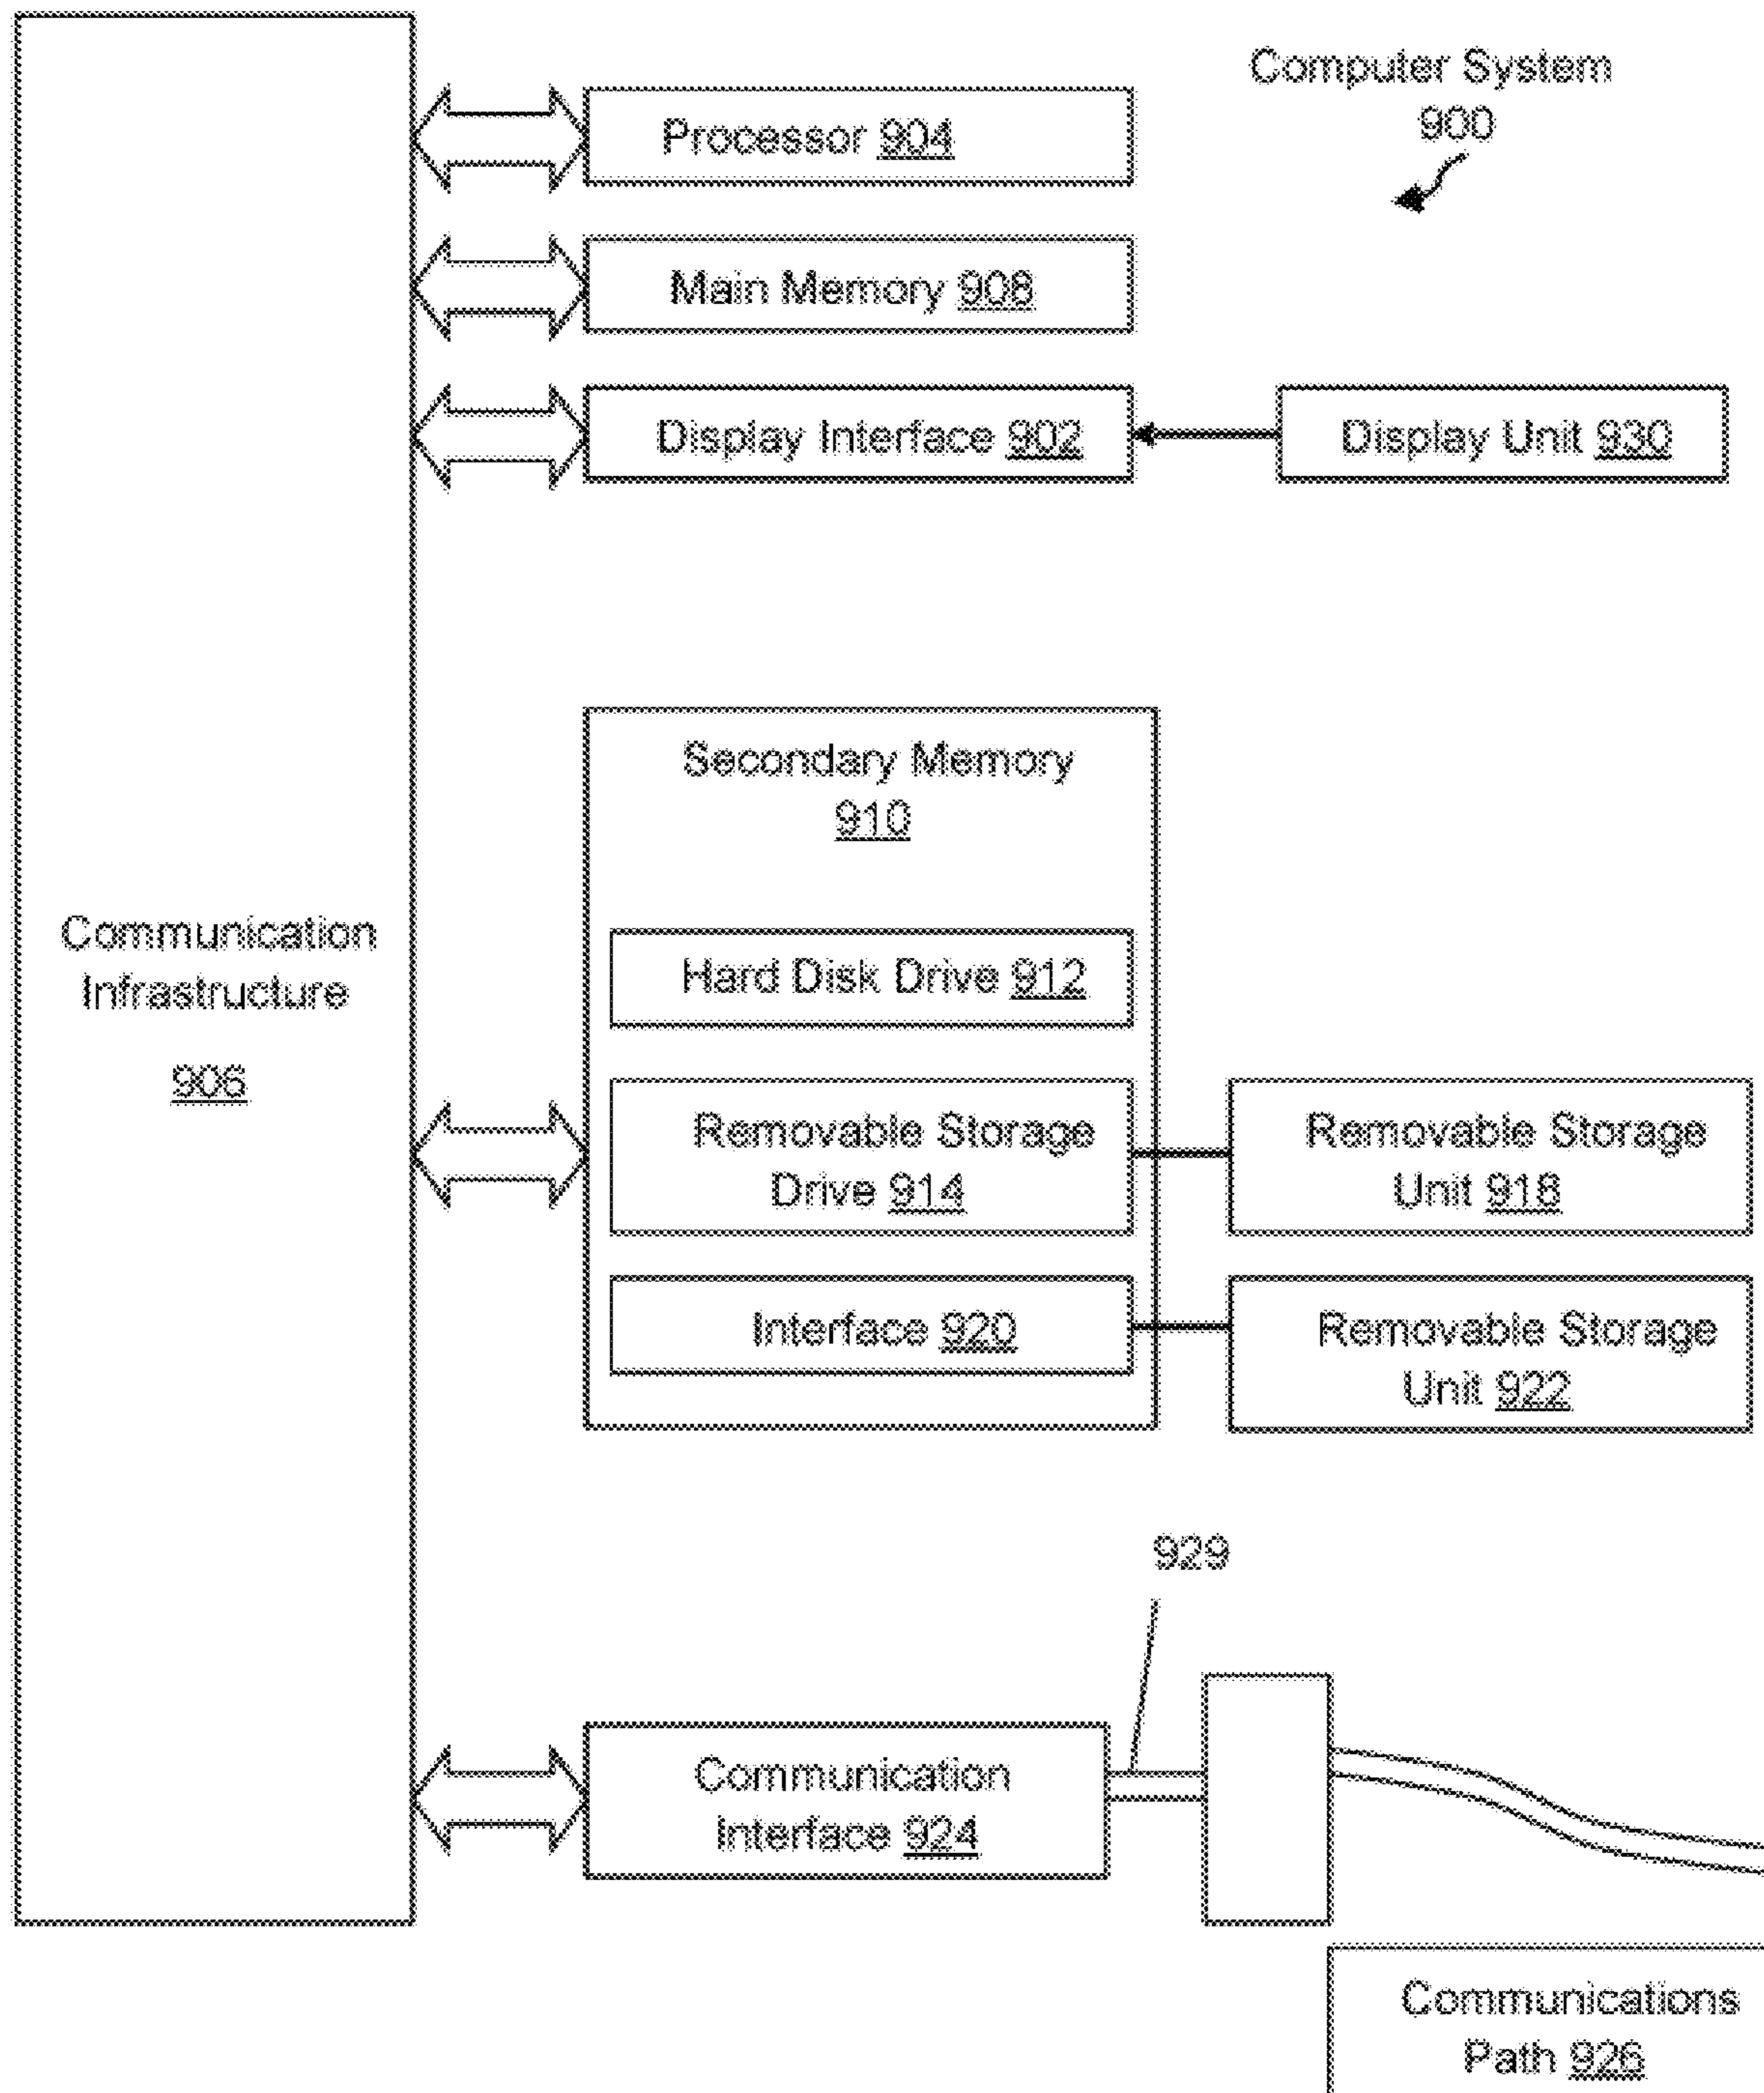 Computer System
900
Processor 904
Main Memory 908
Display Interface 902
Display Unit 930
Secondary Memory
910
Communication
Infrastructure
906
Hard Disk Drive 912
Removable Storage
Drive 914
Removable Storage
Unit 918
Interface 920
Removable Storage
Unit 922
929
Communication
Interface 924
Communications
Path 926